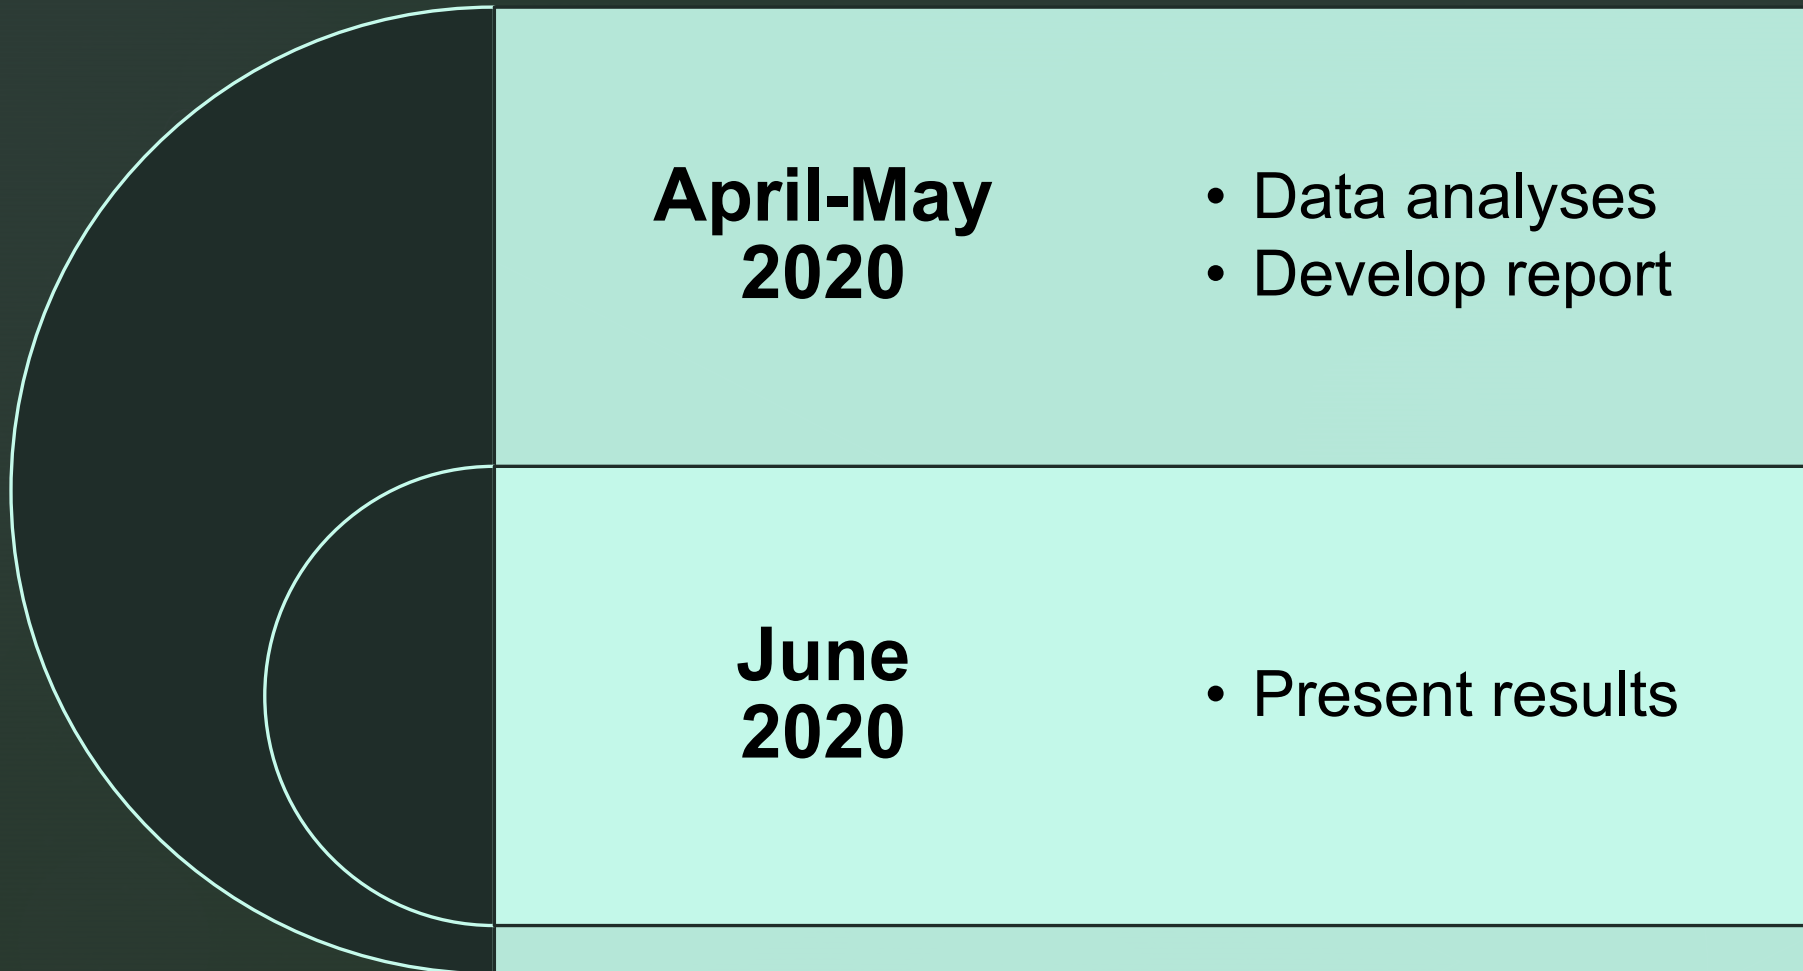 April-May
2020
• Data analyses
• Develop report
June
2020
• Present results